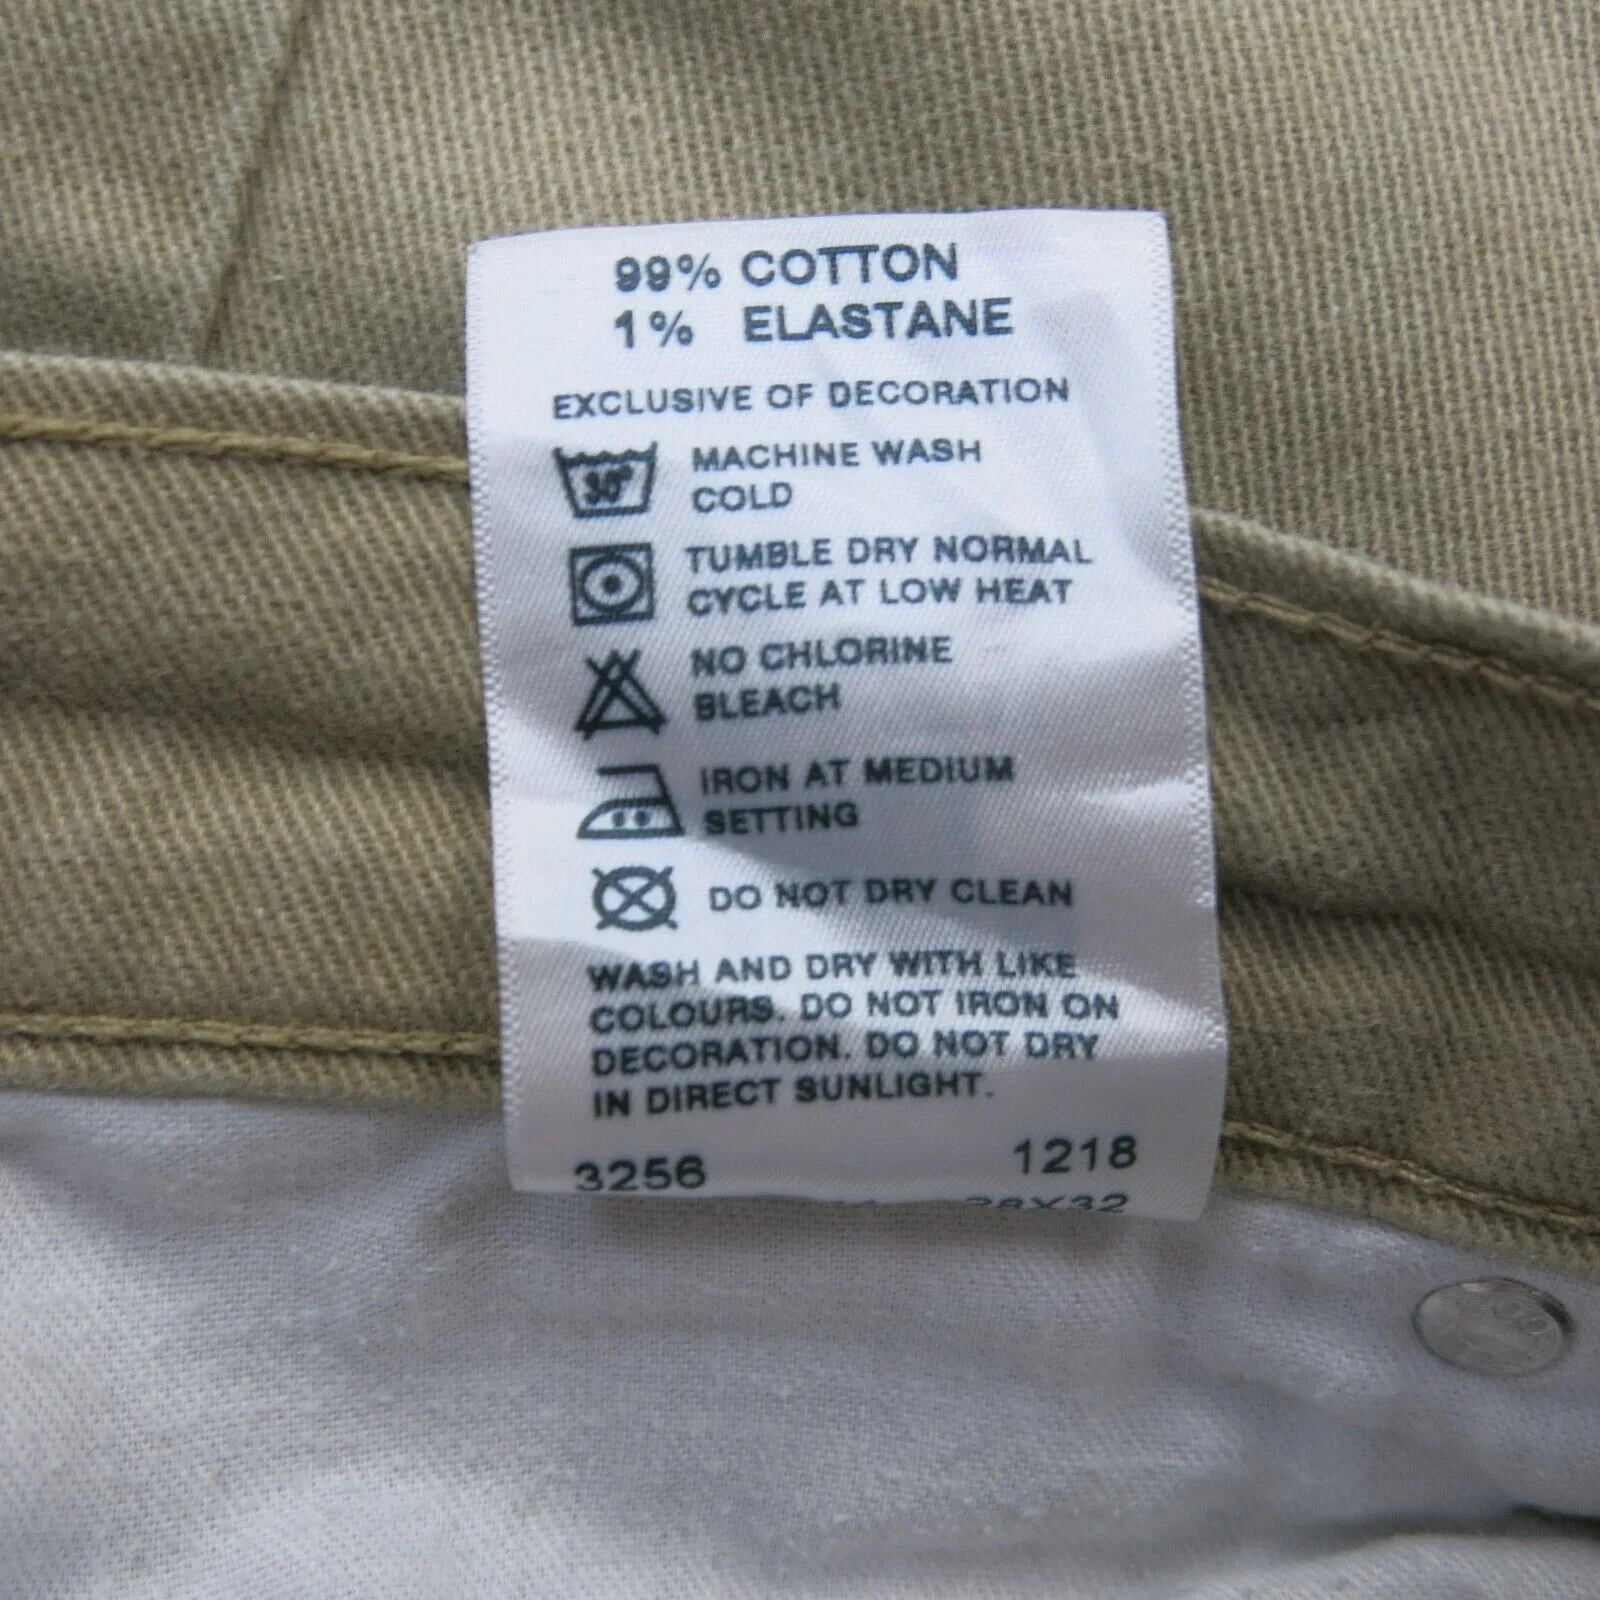 99% COTTON
1% ELASTANE
EXCLUSIVE OF DECORATION
30° MACHINE WASH
COLD
TUMBLE DRY NORMAL
CYCLE AT LOW HEAT
NO CHLORINE
BLEACH
IRON AT MEDIUM
SETTING
DO NOT DRY CLEAN
WASH AND DRY WITH LIKE
COLOURS. DO NOT IRON ON
DECORATION. DO NOT DRY
IN DIRECT SUNLIGHT.
3256 1218